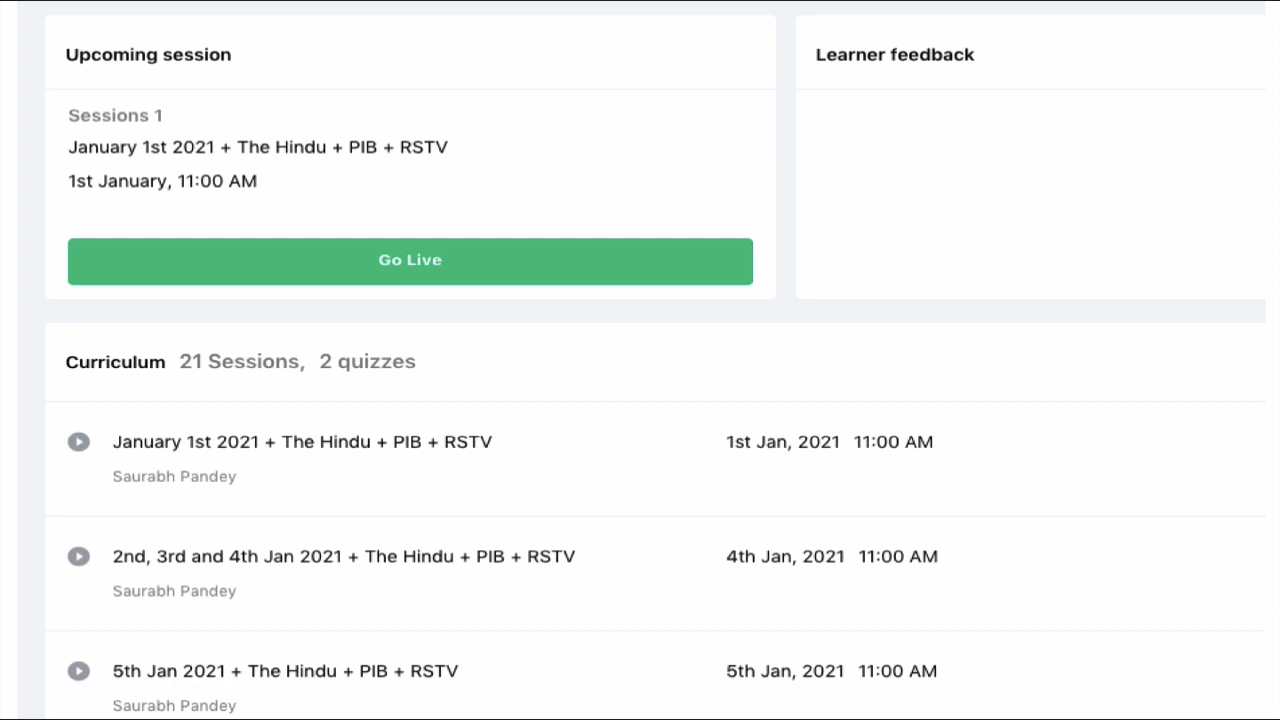 Upcoming session
Sessions 1
January 1st 2021 + The Hindu + PIB + RSTV
1st January, 11:00 AM
Go Live
Learner feedback
Curriculum 21 Sessions, 2 quizzes
January 1st 2021 + The Hindu + PIB + RSTV 1st Jan, 2021 11:00 AM
Saurabh Pandey
2nd, 3rd and 4th Jan 2021 + The Hindu + PIB + RSTV 4th Jan, 2021 11:00 AM
Saurabh Pandey
5th Jan 2021 + The Hindu + PIB + RSTV 5th Jan, 2021 11:00 AM
Saurabh Pandey